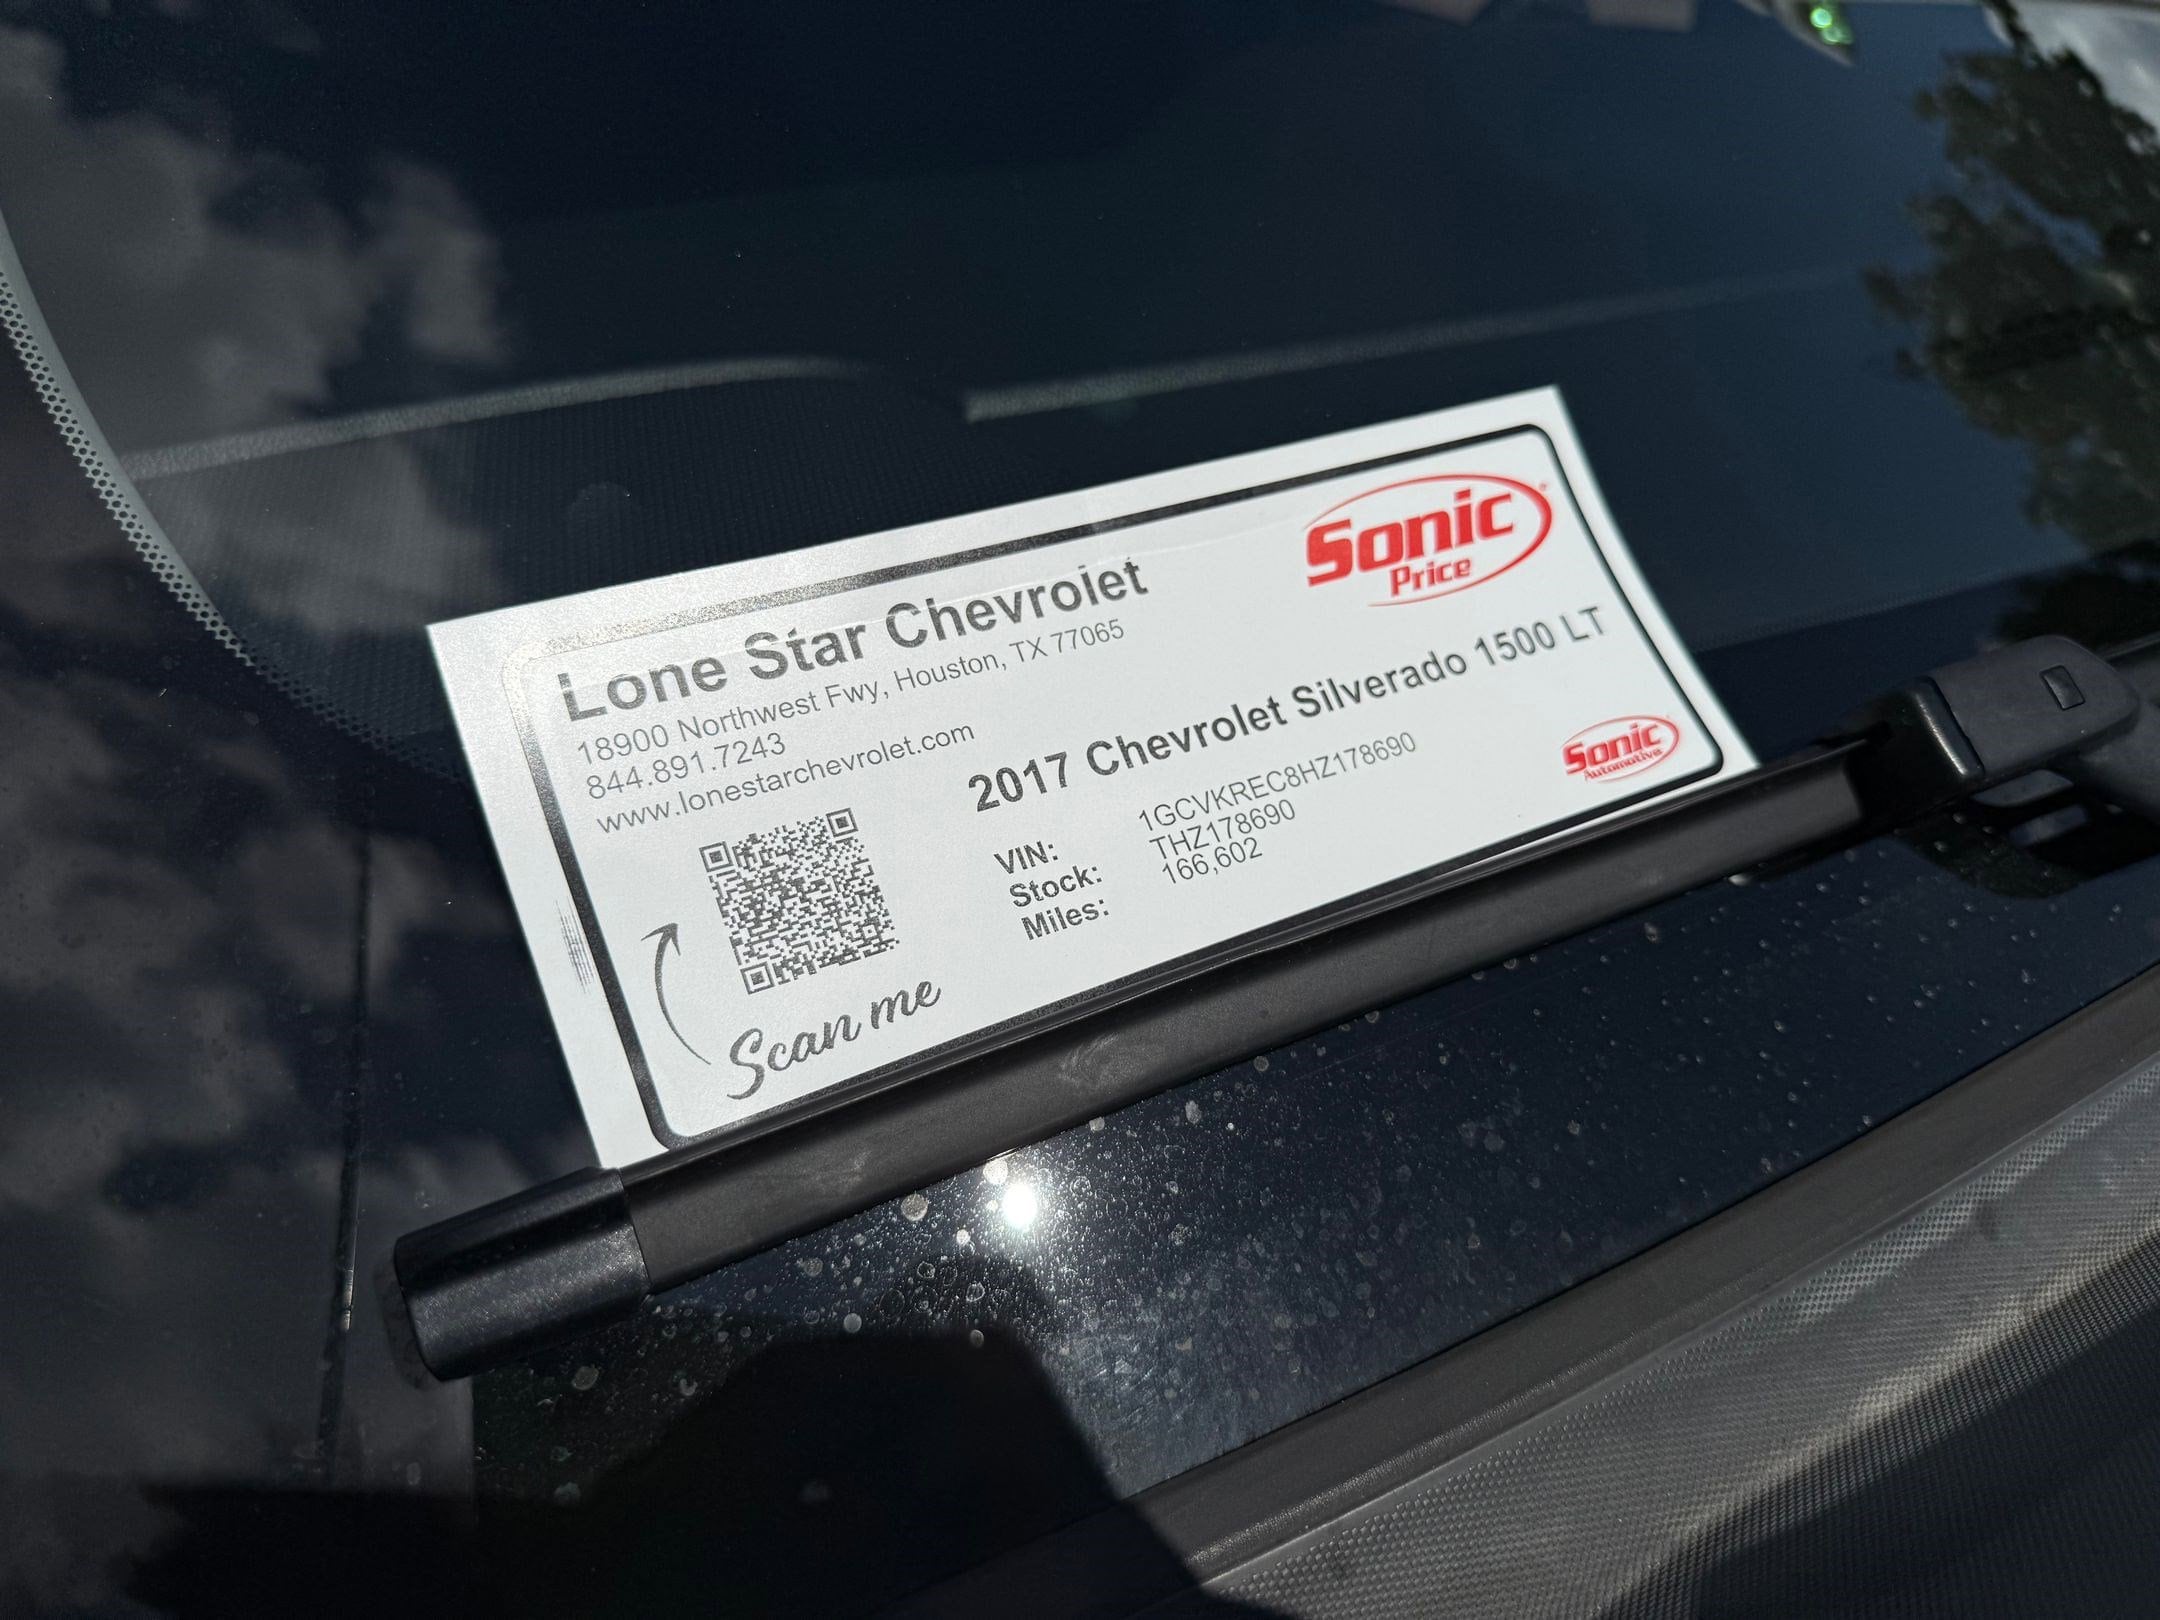 Lone Star Chevrolet
18900 Northwest Fwy, Houston, TX 77065
844.891.7243
www.lonestarchevrolet.com
Sonic
Price
2017 Chevrolet Silverado 1500 LT
VIN: 1GCVKREC8HZ178690
Stock: THZ178690
Miles: 166,602
Scan me
Sonic
Automotive